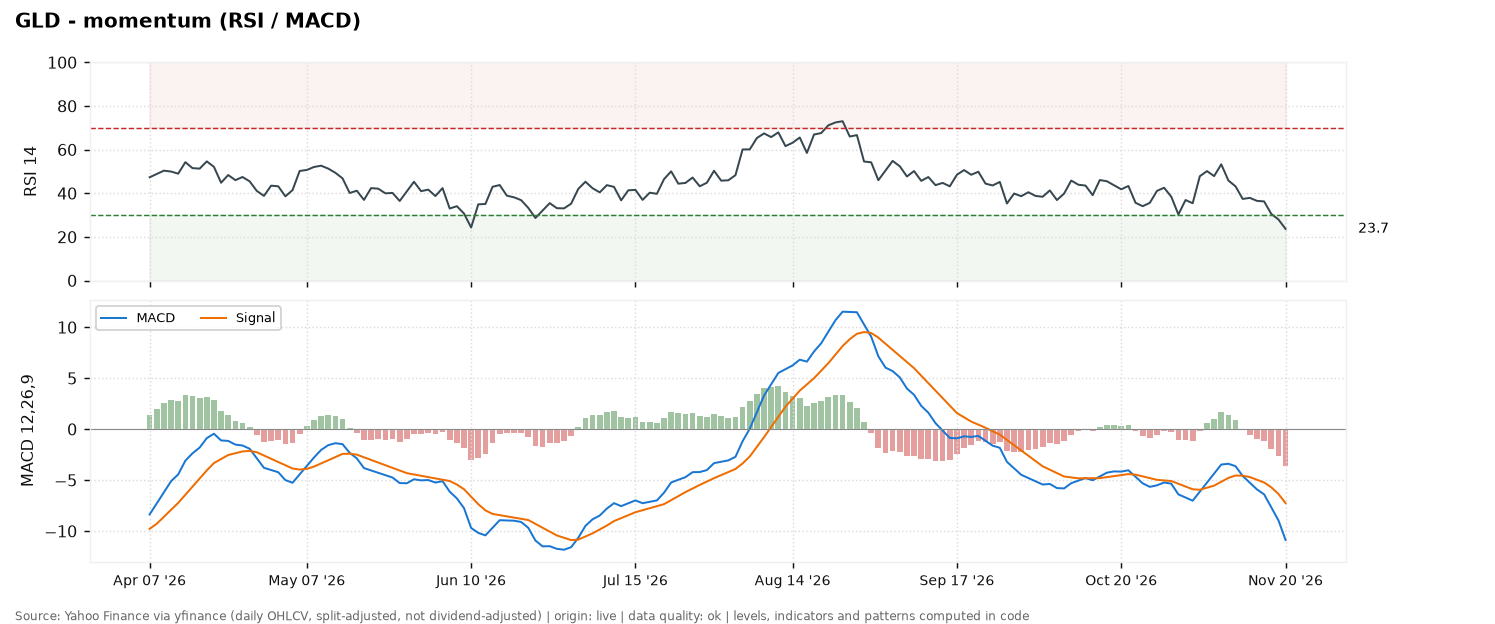 GLD - momentum (RSI / MACD)
100
80
60
40
20
0
RSI 14
23.7
MACD
Signal
10
5
0
−5
−10
MACD 12,26,9
Apr 07 '26
May 07 '26
Jun 10 '26
Jul 15 '26
Aug 14 '26
Sep 17 '26
Oct 20 '26
Nov 20 '26
Source: Yahoo Finance via yfinance (daily OHLCV, split-adjusted, not dividend-adjusted) | origin: live | data quality: ok | levels, indicators and patterns computed in code